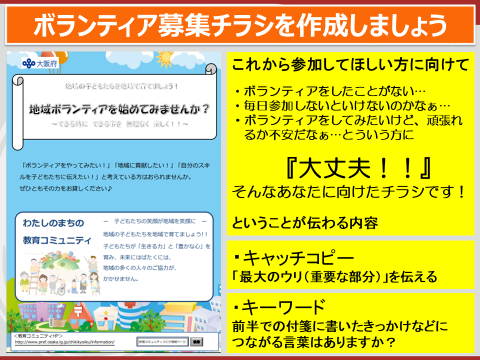 ボランティア募集チラシを作成しましょう
大阪府
地域の子どもたちを地域で育てましょう！
地域ボランティアを始めてみませんか？
～できる時に できる事を 無理なく 楽しく！！～
「ボランティアをやってみたい！」「地域に貢献したい！」「自分のスキ
ルを子どもたちに伝えたい！」と考えている方はおられませんか。
ぜひともその力をお貸しください♪
わたしのまちの
教育コミュニティ
― 子どもたちの笑顔が地域を笑顔に ―
地域の子どもたちを地域で育てましょう!!
子どもたちが「生きる力」と「豊かな心」を
育み、未来にはばたくには、
地域の多くの人々のご協力が、
かかせません。
<教育コミュニティHP>
http://www.pref.osaka.lg.jp/chikikyoiku/information/
検索
これから参加してほしい方に向けて
・ボランティアをしたことがない…
・毎日参加しないといけないのかなぁ…
・ボランティアをしてみたいけど、頑張れ
るか不安だなぁ…とういう方に
『大丈夫！！』
そんなあなたに向けたチラシです！
ということが伝わる内容
・キャッチコピー
「最大のウリ（重要な部分）」を伝える
・キーワード
前半での付箋に書いたきっかけなどに
つながる言葉はありますか？